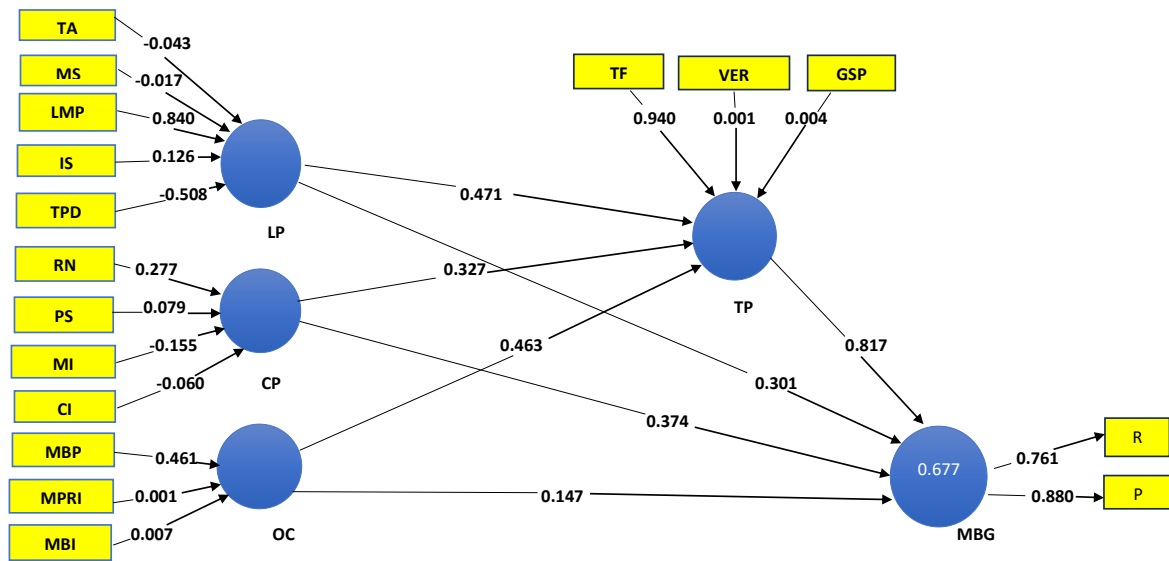 TA
-0.043
MS
-0.017
LMP
0.840
IS
0.126
TPD
-0.508
LP
RN
0.277
PS
0.079
MI
-0.155
CI
-0.060
CP
MBP
0.461
MPRI
0.001
MBI
0.007
OC
TF
VER
GSP
0.940
0.001
0.004
0.471
0.327
0.463
TP
0.817
0.301
0.374
0.147
0.677
MBG
0.761
R
0.880
P